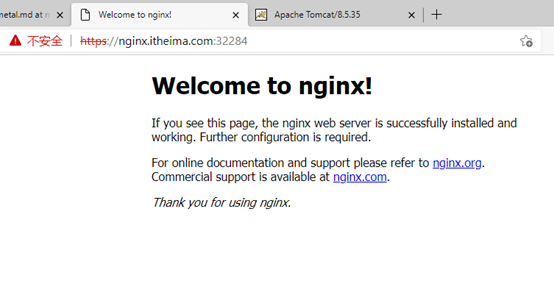 etal.md at m
Welcome to nginx!
Apache Tomcat/8.5.35
不安全 | https://nginx.itheima.com:32284
Welcome to nginx!
If you see this page, the nginx web server is successfully installed and
working. Further configuration is required.
For online documentation and support please refer to nginx.org.
Commercial support is available at nginx.com.
Thank you for using nginx.